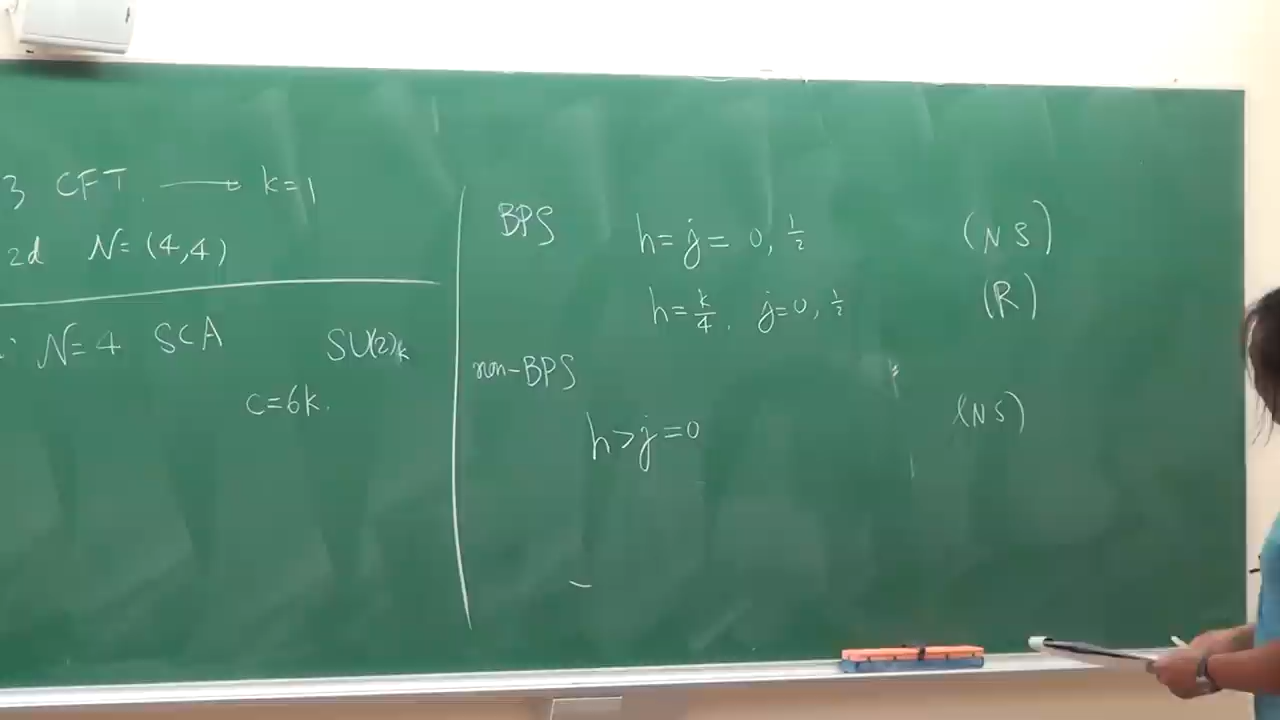 3 CFT. ⟶ k=1
2d N=(4,4)
N=4 SCA SU(2)k
c=6k.
BPS h=j=0, 1/2 (NS)
h=k/4, j=0, 1/2 (R)
non-BPS
h>j=0 (NS)